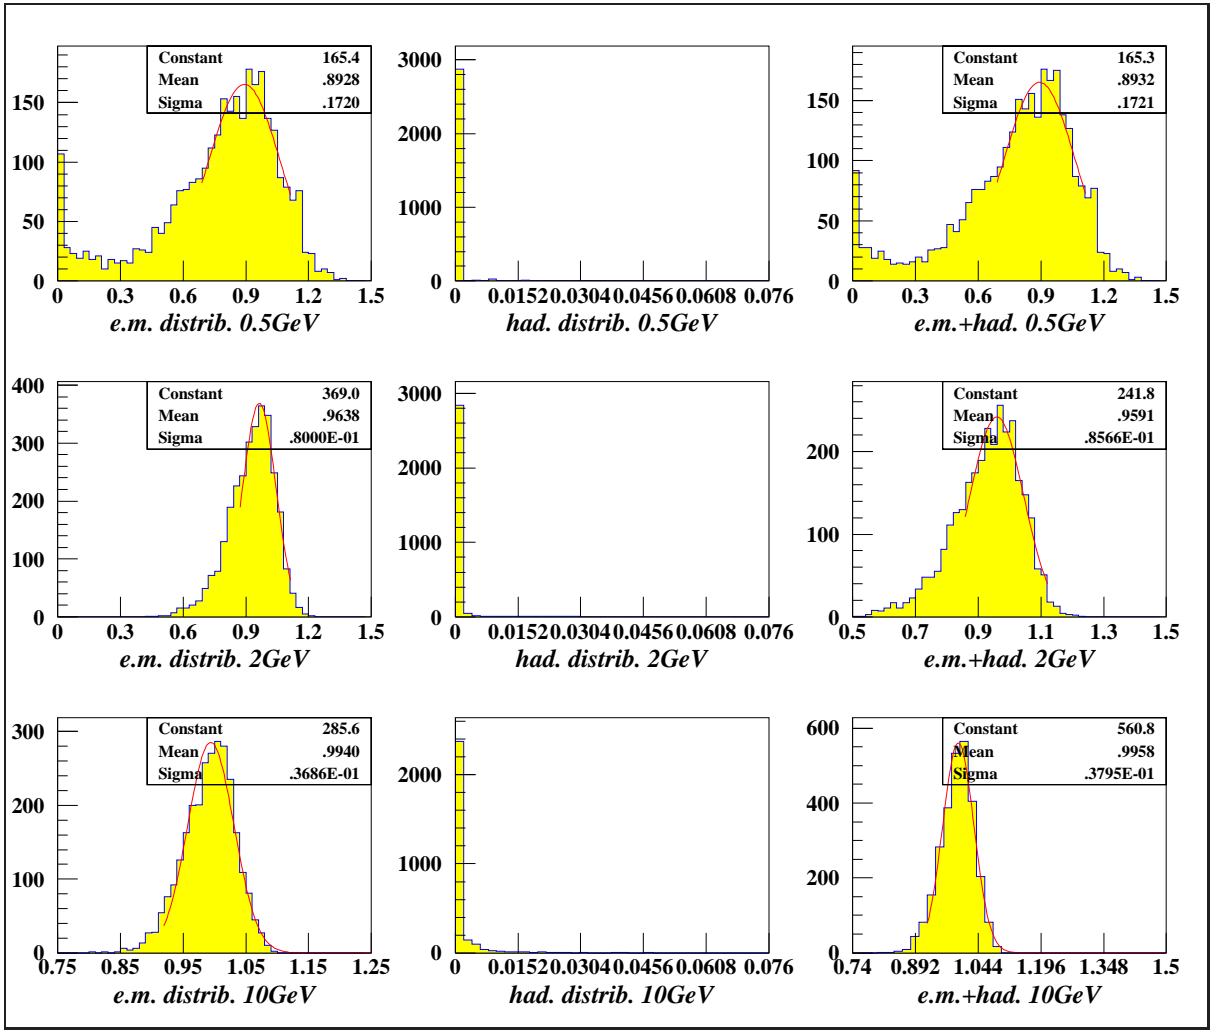 Constant 165.4
Mean .8928
Sigma .1720
150
100
50
0
0 0.3 0.6 0.9 1.2 1.5
e.m. distrib. 0.5GeV
3000
2000
1000
0
0 0.0152 0.0304 0.0456 0.0608 0.076
had. distrib. 0.5GeV
Constant 165.3
Mean .8932
Sigma .1721
150
100
50
0
0 0.3 0.6 0.9 1.2 1.5
e.m.+had. 0.5GeV
Constant 369.0
Mean .9638
Sigma .8000E-01
400
300
200
100
0
0 0.3 0.6 0.9 1.2 1.5
e.m. distrib. 2GeV
3000
2000
1000
0
0 0.0152 0.0304 0.0456 0.0608 0.076
had. distrib. 2GeV
Constant 241.8
Mean .9591
Sigma .8566E-01
200
100
0
0.5 0.7 0.9 1.1 1.3 1.5
e.m.+had. 2GeV
Constant 285.6
Mean .9940
Sigma .3686E-01
300
200
100
0
0.75 0.85 0.95 1.05 1.15 1.25
e.m. distrib. 10GeV
2000
1000
0
0 0.0152 0.0304 0.0456 0.0608 0.076
had. distrib. 10GeV
Constant 560.8
Mean .9958
Sigma .3795E-01
600
400
200
0
0.74 0.892 1.044 1.196 1.348 1.5
e.m.+had. 10GeV